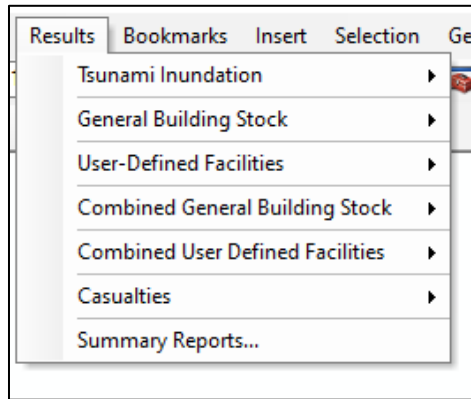 Results Bookmarks Insert Selection Ge
Tsunami Inundation
General Building Stock
User-Defined Facilities
Combined General Building Stock
Combined User Defined Facilities
Casualties
Summary Reports...